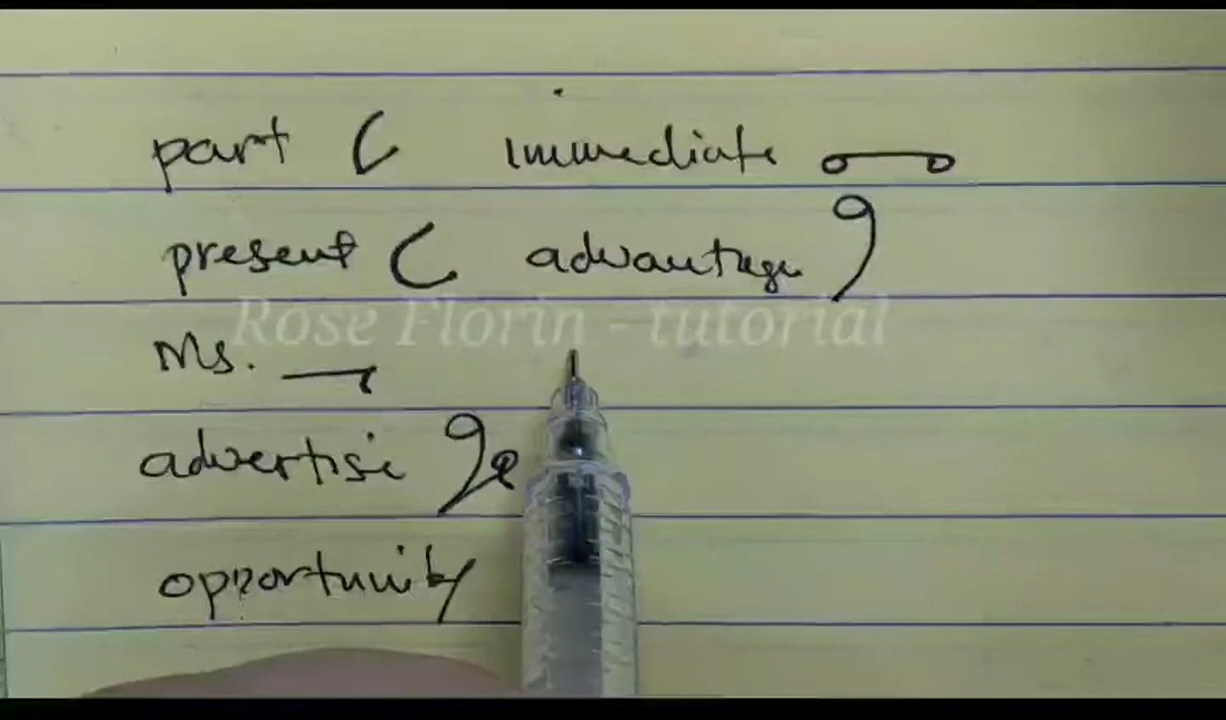 part immediate
present advantage
Rose Florin - tutorial
Ms.
advertise
opportunity